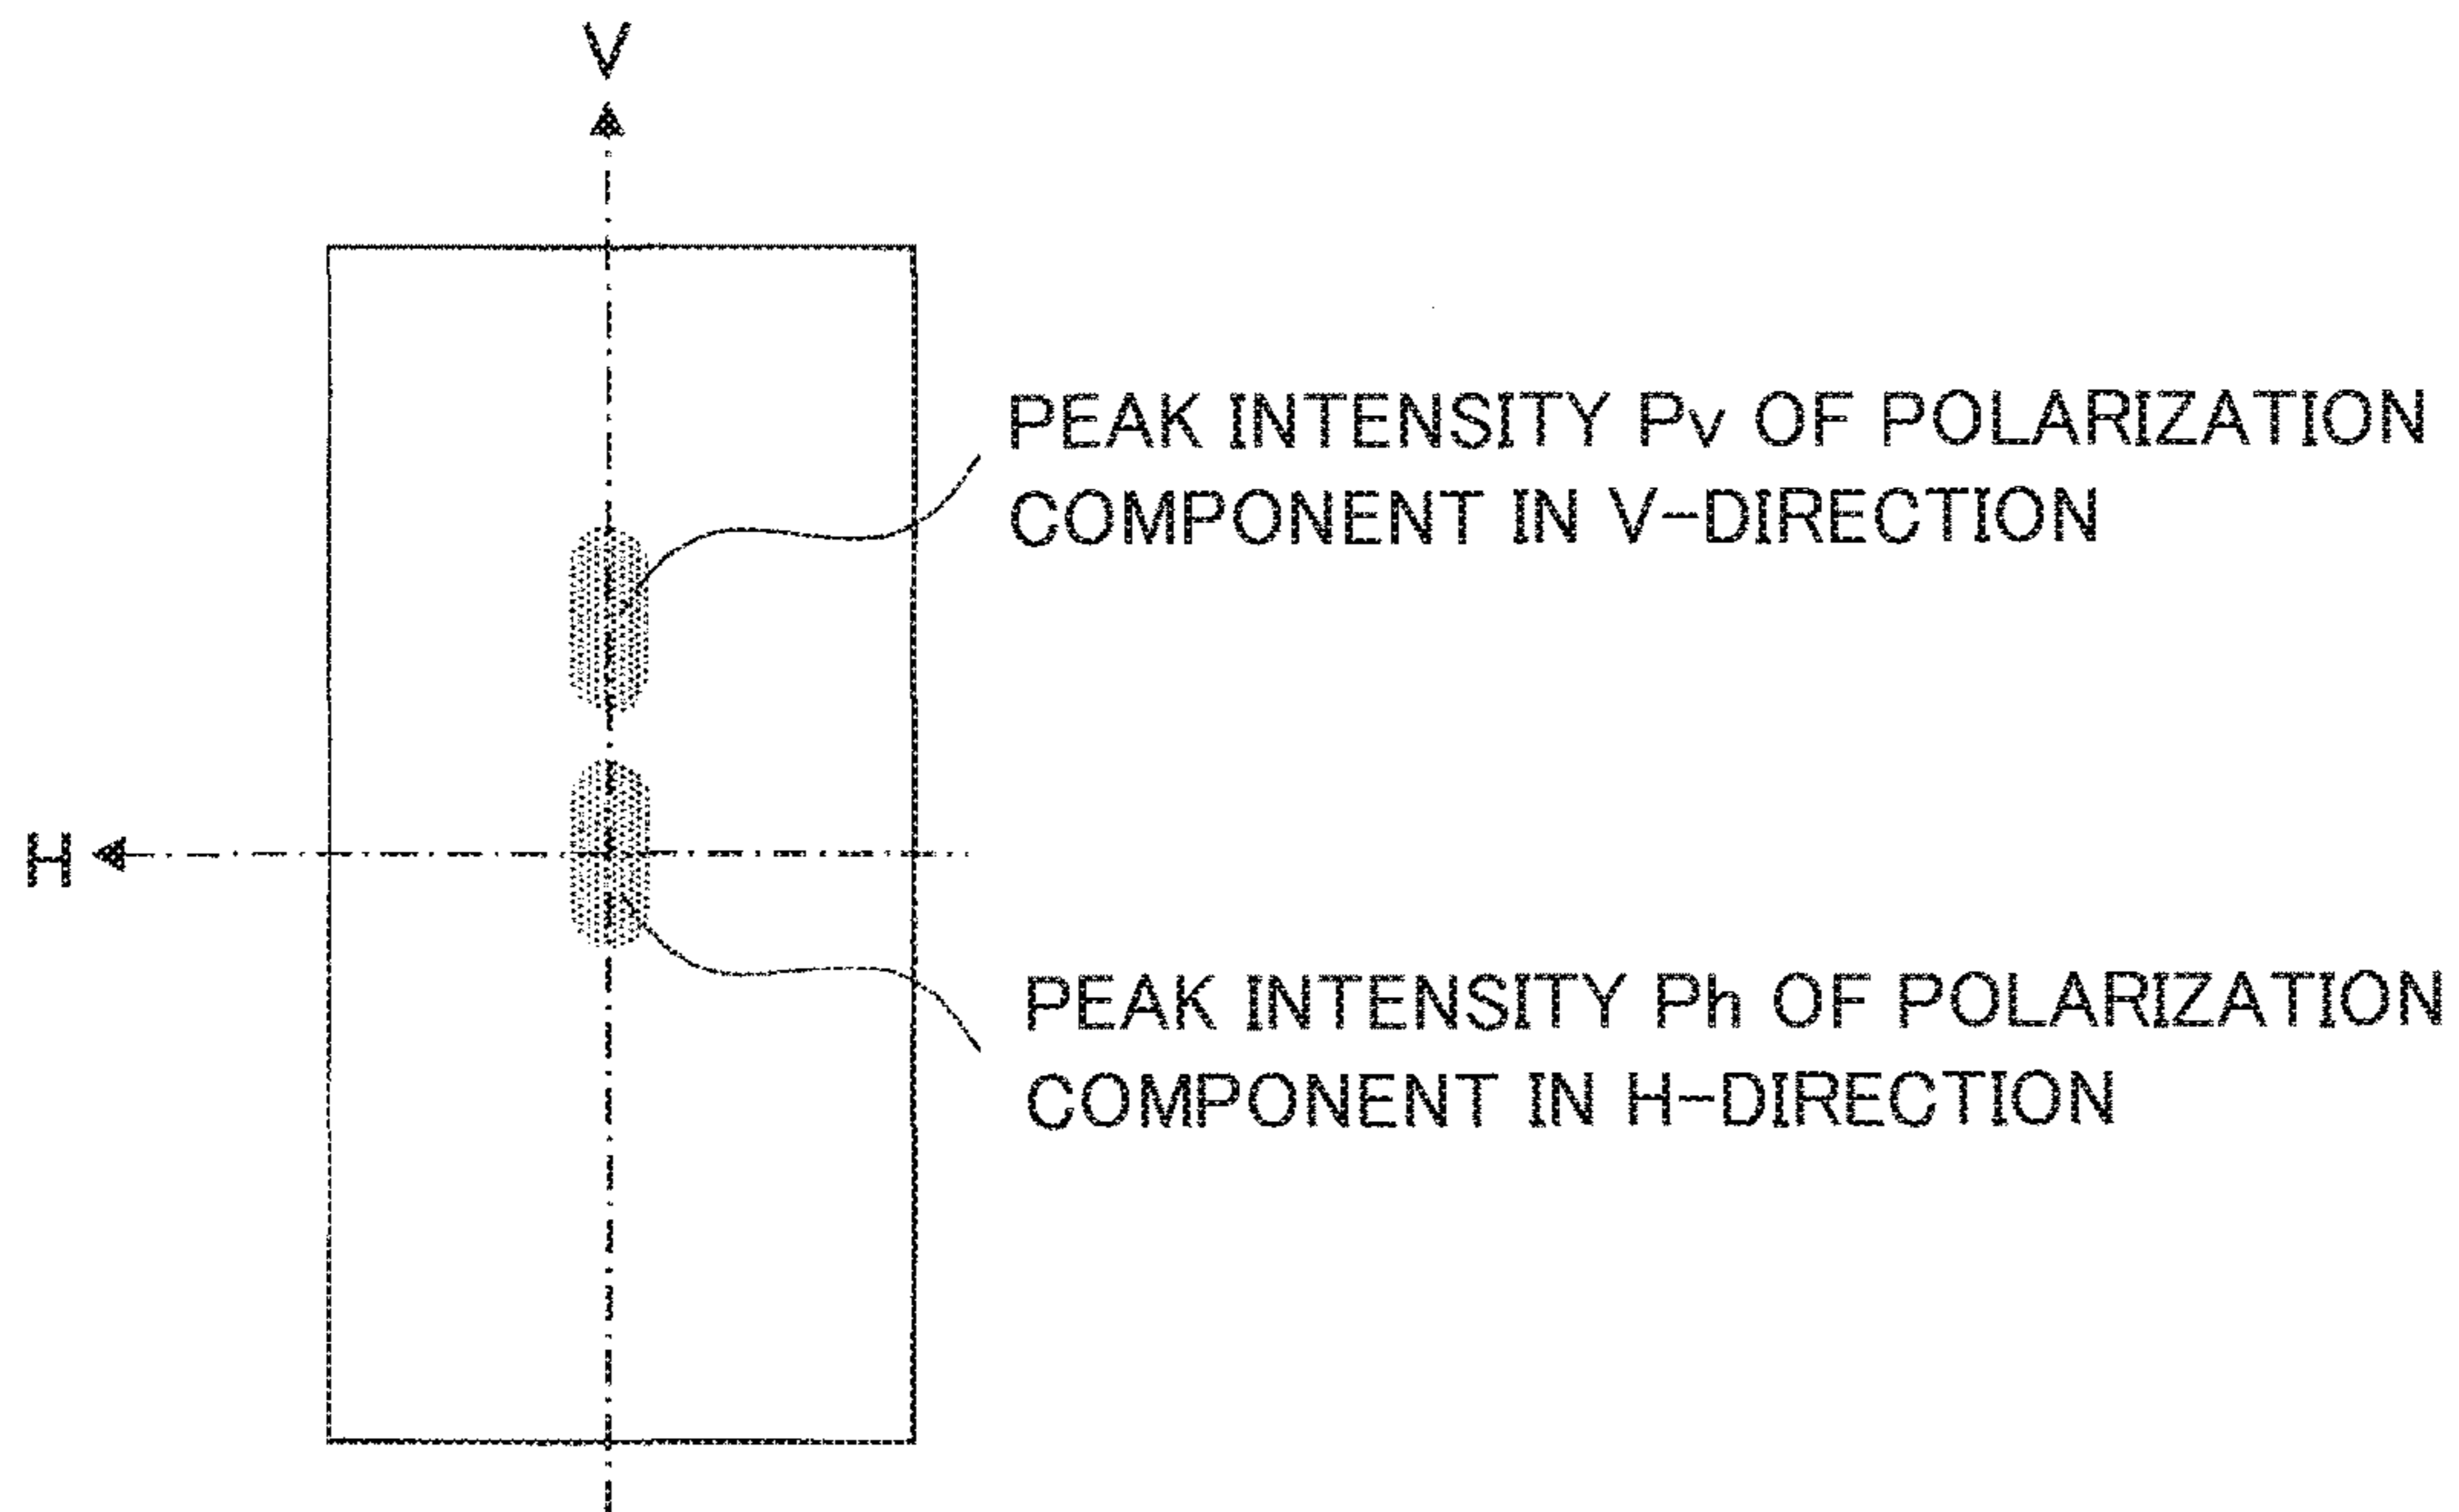 V
PEAK INTENSITY Pv OF POLARIZATION
COMPONENT IN V-DIRECTION
H
PEAK INTENSITY Ph OF POLARIZATION
COMPONENT IN H-DIRECTION